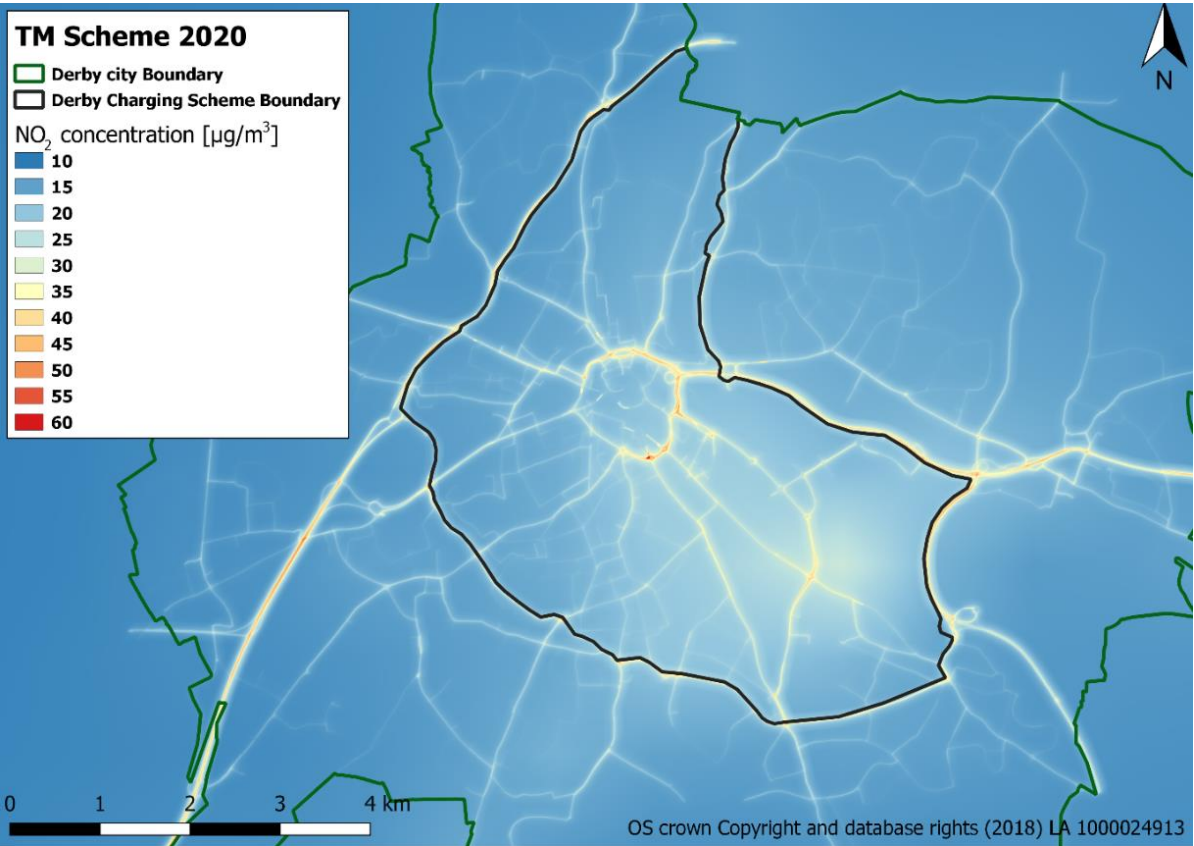 TM Scheme 2020
Derby city Boundary
Derby Charging Scheme Boundary
NO₂ concentration [µg/m³]
10
15
20
25
30
35
40
45
50
55
60
N
0 1 2 3 4 km
OS crown Copyright and database rights (2018) LA 1000024913